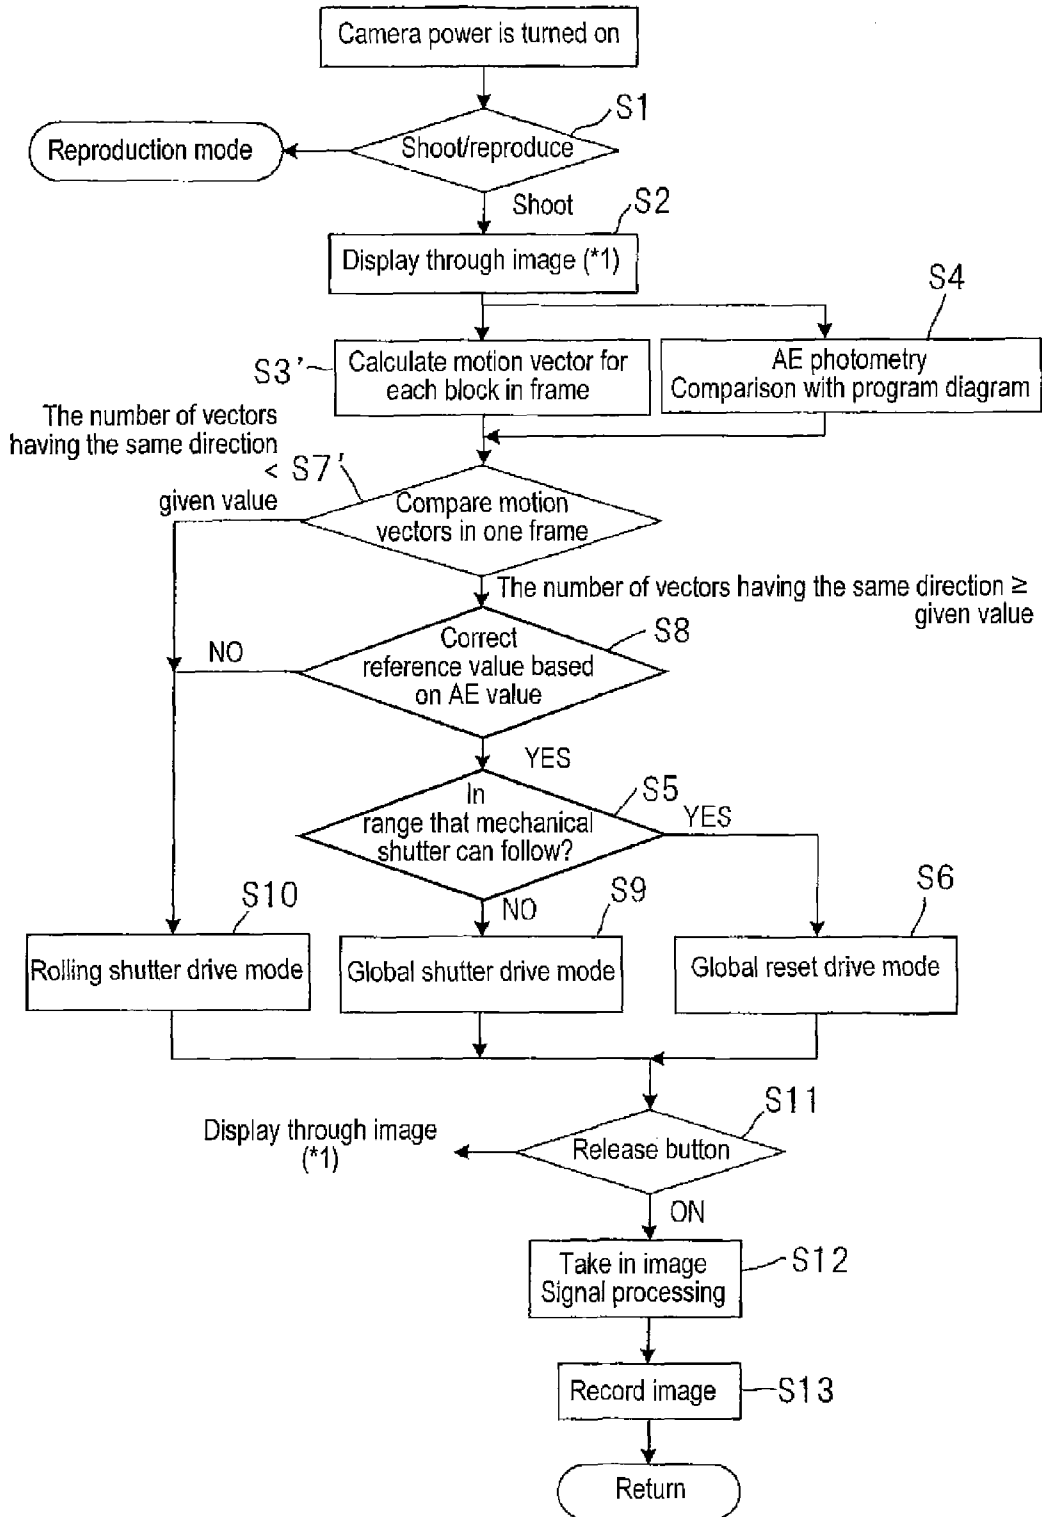 Camera power is turned on
S1
Shoot/reproduce
Reproduction mode
Shoot
S2
Display through image (*1)
S4
S3'
Calculate motion vector for
each block in frame
AE photometry
Comparison with program diagram
The number of vectors
having the same direction
<
given value
S7'
Compare motion
vectors in one frame
The number of vectors having the same direction ≥
given value
S8
Correct
reference value based
on AE value
NO
YES
S5
In
range that mechanical
shutter can follow?
YES
NO
S10
S9
S6
Rolling shutter drive mode
Global shutter drive mode
Global reset drive mode
S11
Release button
Display through image
(*1)
ON
S12
Take in image
Signal processing
Record image
S13
Return